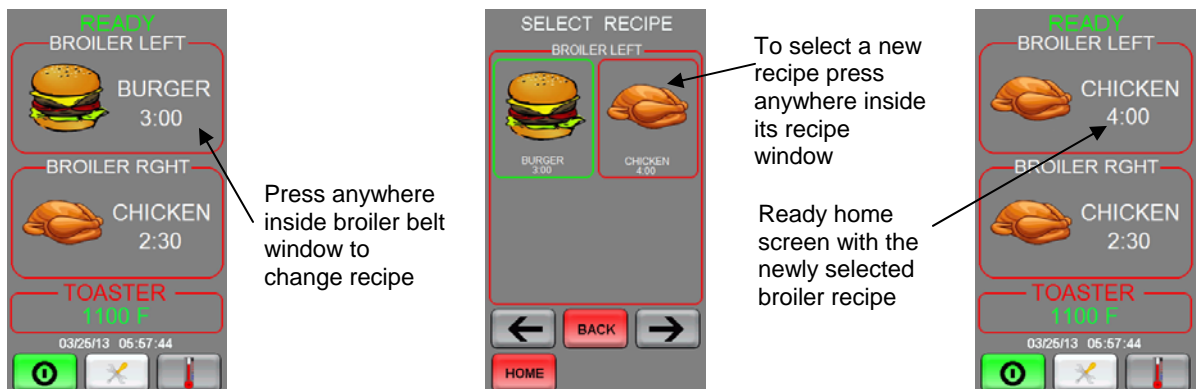 READY
BROILER LEFT
BURGER
3:00
BROILER RGHT
CHICKEN
2:30
TOASTER
1100 F
03/25/13 05:57:44
Press anywhere
inside broiler belt
window to
change recipe
SELECT RECIPE
BROILER LEFT
BURGER
3:00
CHICKEN
4:00
BACK
HOME
To select a new
recipe press
anywhere inside
its recipe
window
Ready home
screen with the
newly selected
broiler recipe
READY
BROILER LEFT
CHICKEN
4:00
BROILER RGHT
CHICKEN
2:30
TOASTER
1100 F
03/25/13 05:57:44